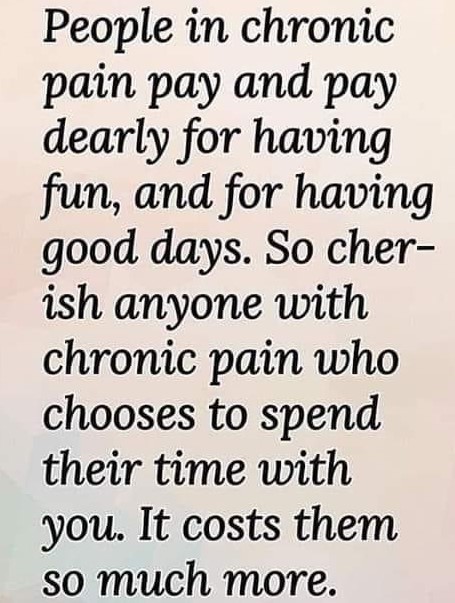 People in chronic
pain pay and pay
dearly for having
fun, and for having
good days. So cher-
ish anyone with
chronic pain who
chooses to spend
their time with
you. It costs them
so much more.